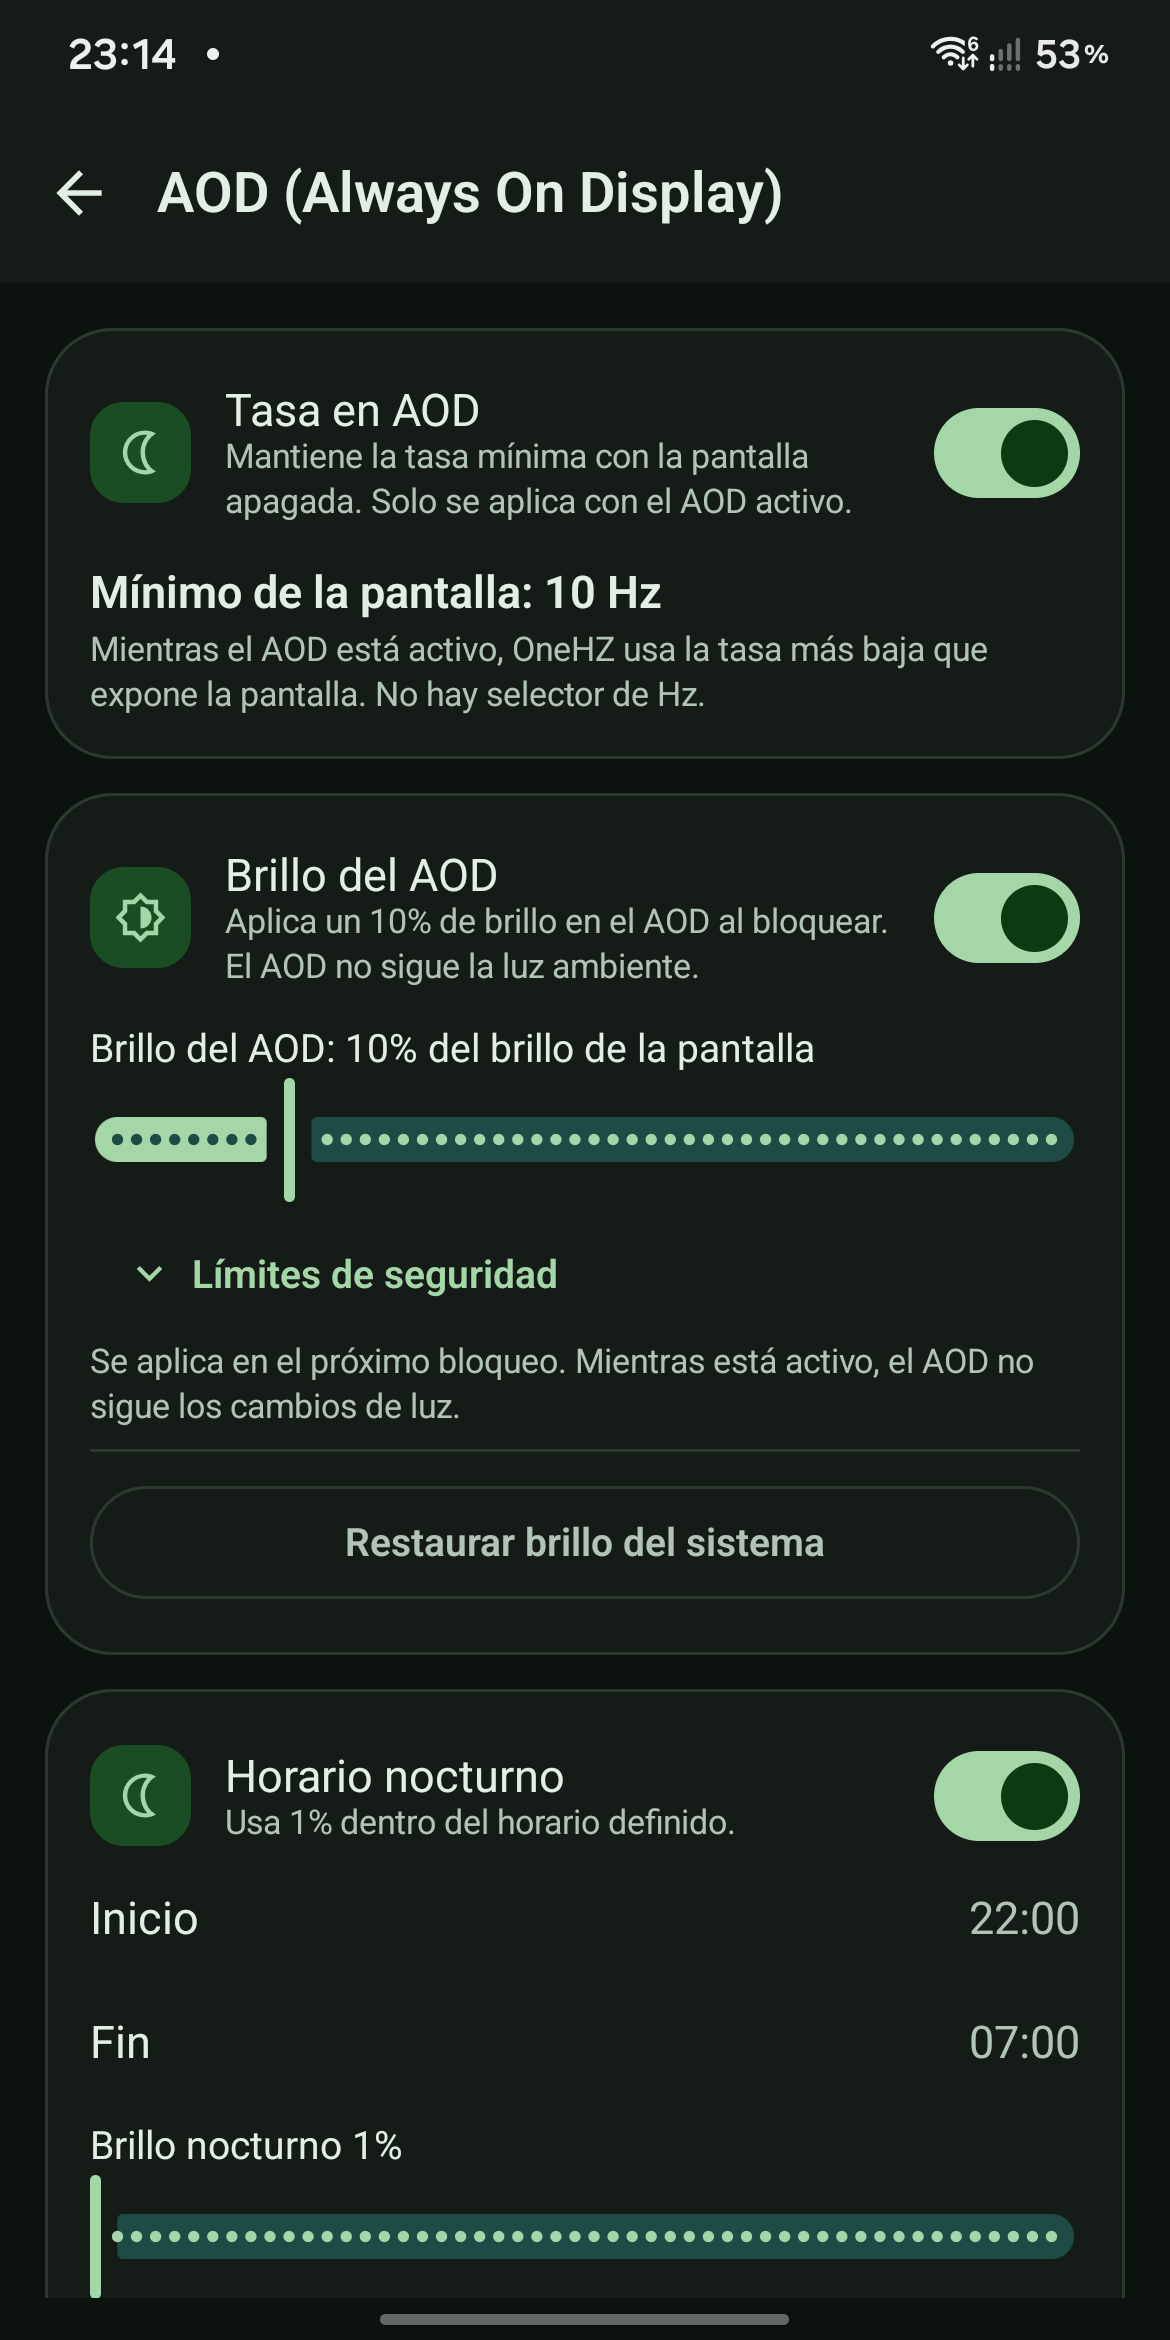 23:14
6
53%
AOD (Always On Display)
Tasa en AOD
Mantiene la tasa mínima con la pantalla
apagada. Solo se aplica con el AOD activo.
Mínimo de la pantalla: 10 Hz
Mientras el AOD está activo, OneHZ usa la tasa más baja que
expone la pantalla. No hay selector de Hz.
Brillo del AOD
Aplica un 10% de brillo en el AOD al bloquear.
El AOD no sigue la luz ambiente.
Brillo del AOD: 10% del brillo de la pantalla
Límites de seguridad
Se aplica en el próximo bloqueo. Mientras está activo, el AOD no
sigue los cambios de luz.
Restaurar brillo del sistema
Horario nocturno
Usa 1% dentro del horario definido.
Inicio
22:00
Fin
07:00
Brillo nocturno 1%